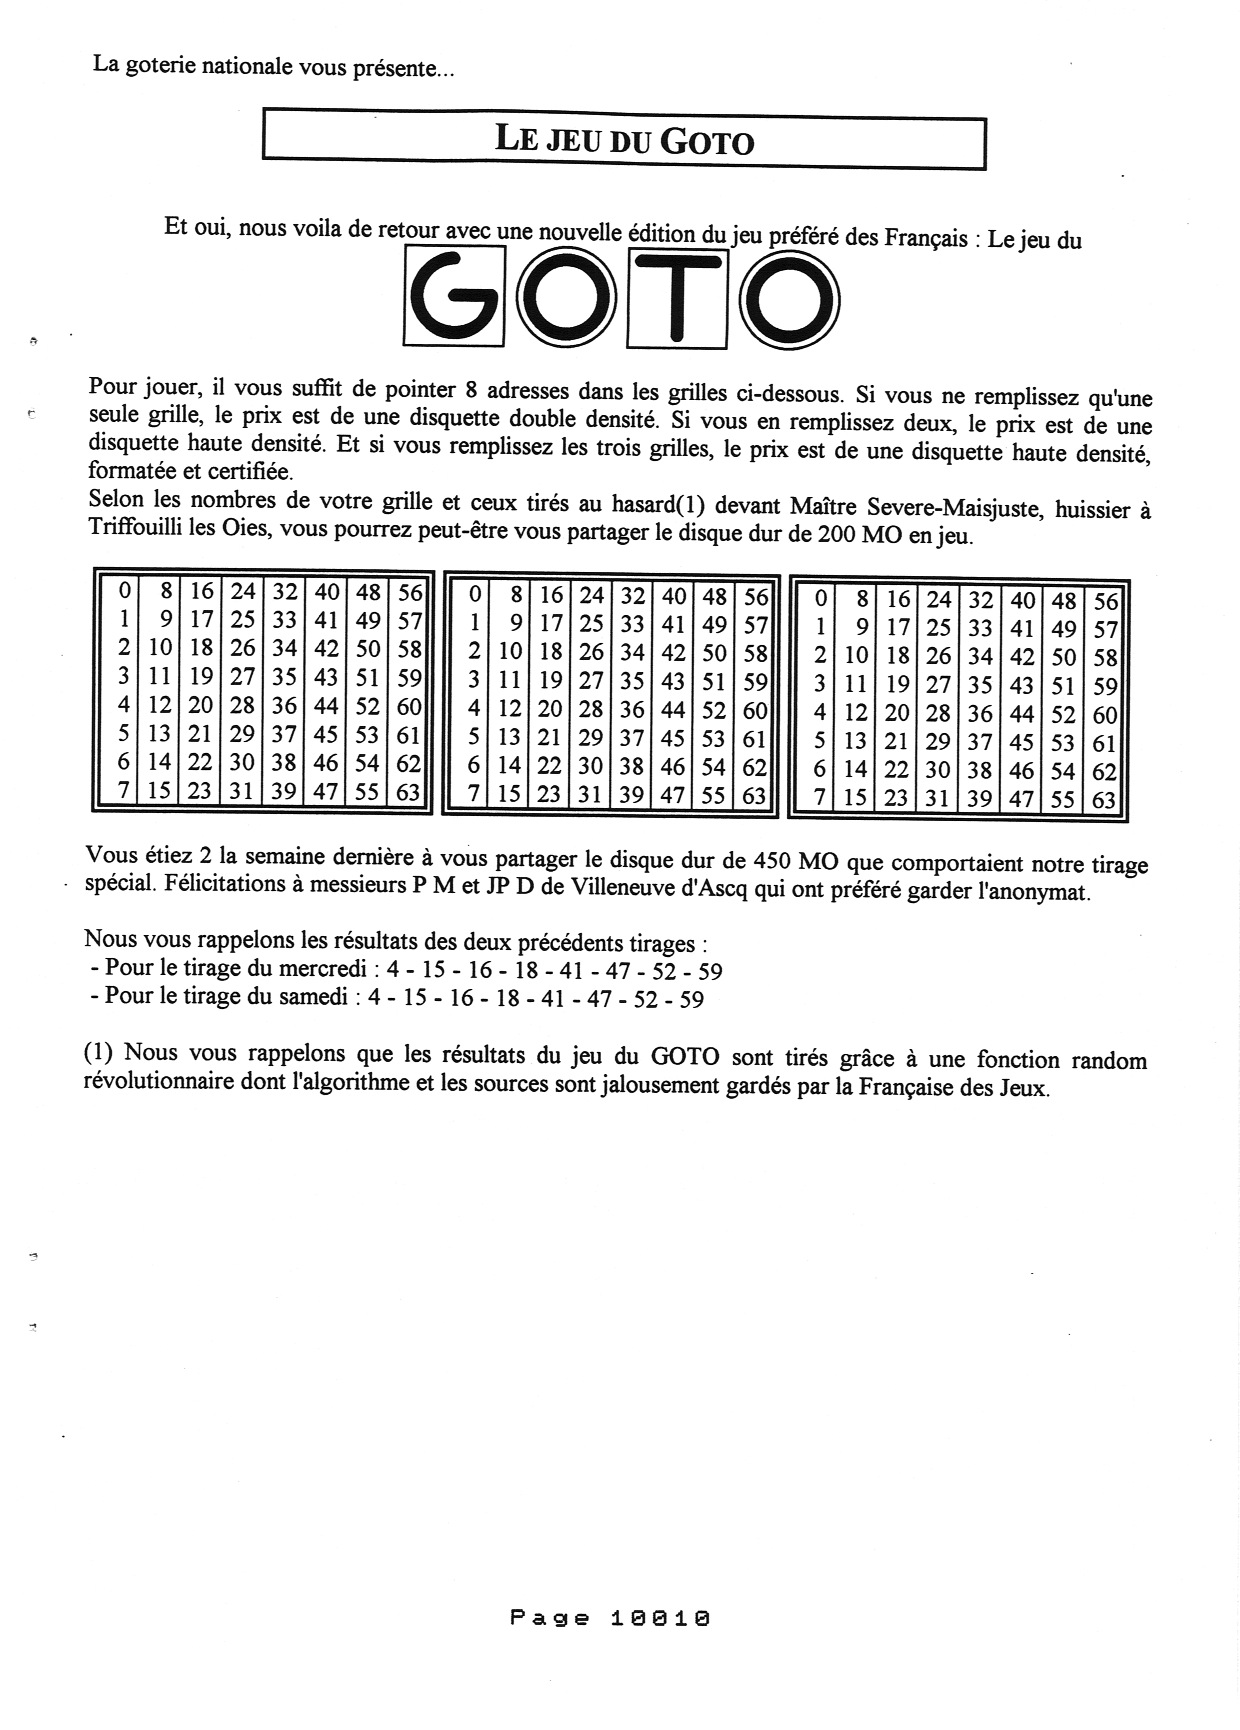 La goterie nationale vous présente...
LE JEU DU GOTO
Et oui, nous voila de retour avec une nouvelle édition du jeu préféré des Français : Le jeu du
GOTO
Pour jouer, il vous suffit de pointer 8 adresses dans les grilles ci-dessous. Si vous ne remplissez qu'une
seule grille, le prix est de une disquette double densité. Si vous en remplissez deux, le prix est de une
disquette haute densité. Et si vous remplissez les trois grilles, le prix est de une disquette haute densité,
formatée et certifiée.
Selon les nombres de votre grille et ceux tirés au hasard(1) devant Maître Severe-Maisjuste, huissier à
Triffouilli les Oies, vous pourrez peut-être vous partager le disque dur de 200 MO en jeu.
0 8 16 24 32 40 48 56
1 9 17 25 33 41 49 57
2 10 18 26 34 42 50 58
3 11 19 27 35 43 51 59
4 12 20 28 36 44 52 60
5 13 21 29 37 45 53 61
6 14 22 30 38 46 54 62
7 15 23 31 39 47 55 63
0 8 16 24 32 40 48 56
1 9 17 25 33 41 49 57
2 10 18 26 34 42 50 58
3 11 19 27 35 43 51 59
4 12 20 28 36 44 52 60
5 13 21 29 37 45 53 61
6 14 22 30 38 46 54 62
7 15 23 31 39 47 55 63
0 8 16 24 32 40 48 56
1 9 17 25 33 41 49 57
2 10 18 26 34 42 50 58
3 11 19 27 35 43 51 59
4 12 20 28 36 44 52 60
5 13 21 29 37 45 53 61
6 14 22 30 38 46 54 62
7 15 23 31 39 47 55 63
Vous étiez 2 la semaine dernière à vous partager le disque dur de 450 MO que comportaient notre tirage
spécial. Félicitations à messieurs P M et JP D de Villeneuve d'Ascq qui ont préféré garder l'anonymat.
Nous vous rappelons les résultats des deux précédents tirages :
- Pour le tirage du mercredi : 4 - 15 - 16 - 18 - 41 - 47 - 52 - 59
- Pour le tirage du samedi : 4 - 15 - 16 - 18 - 41 - 47 - 52 - 59
(1) Nous vous rappelons que les résultats du jeu du GOTO sont tirés grâce à une fonction random
révolutionnaire dont l'algorithme et les sources sont jalousement gardés par la Française des Jeux.
Page 10010